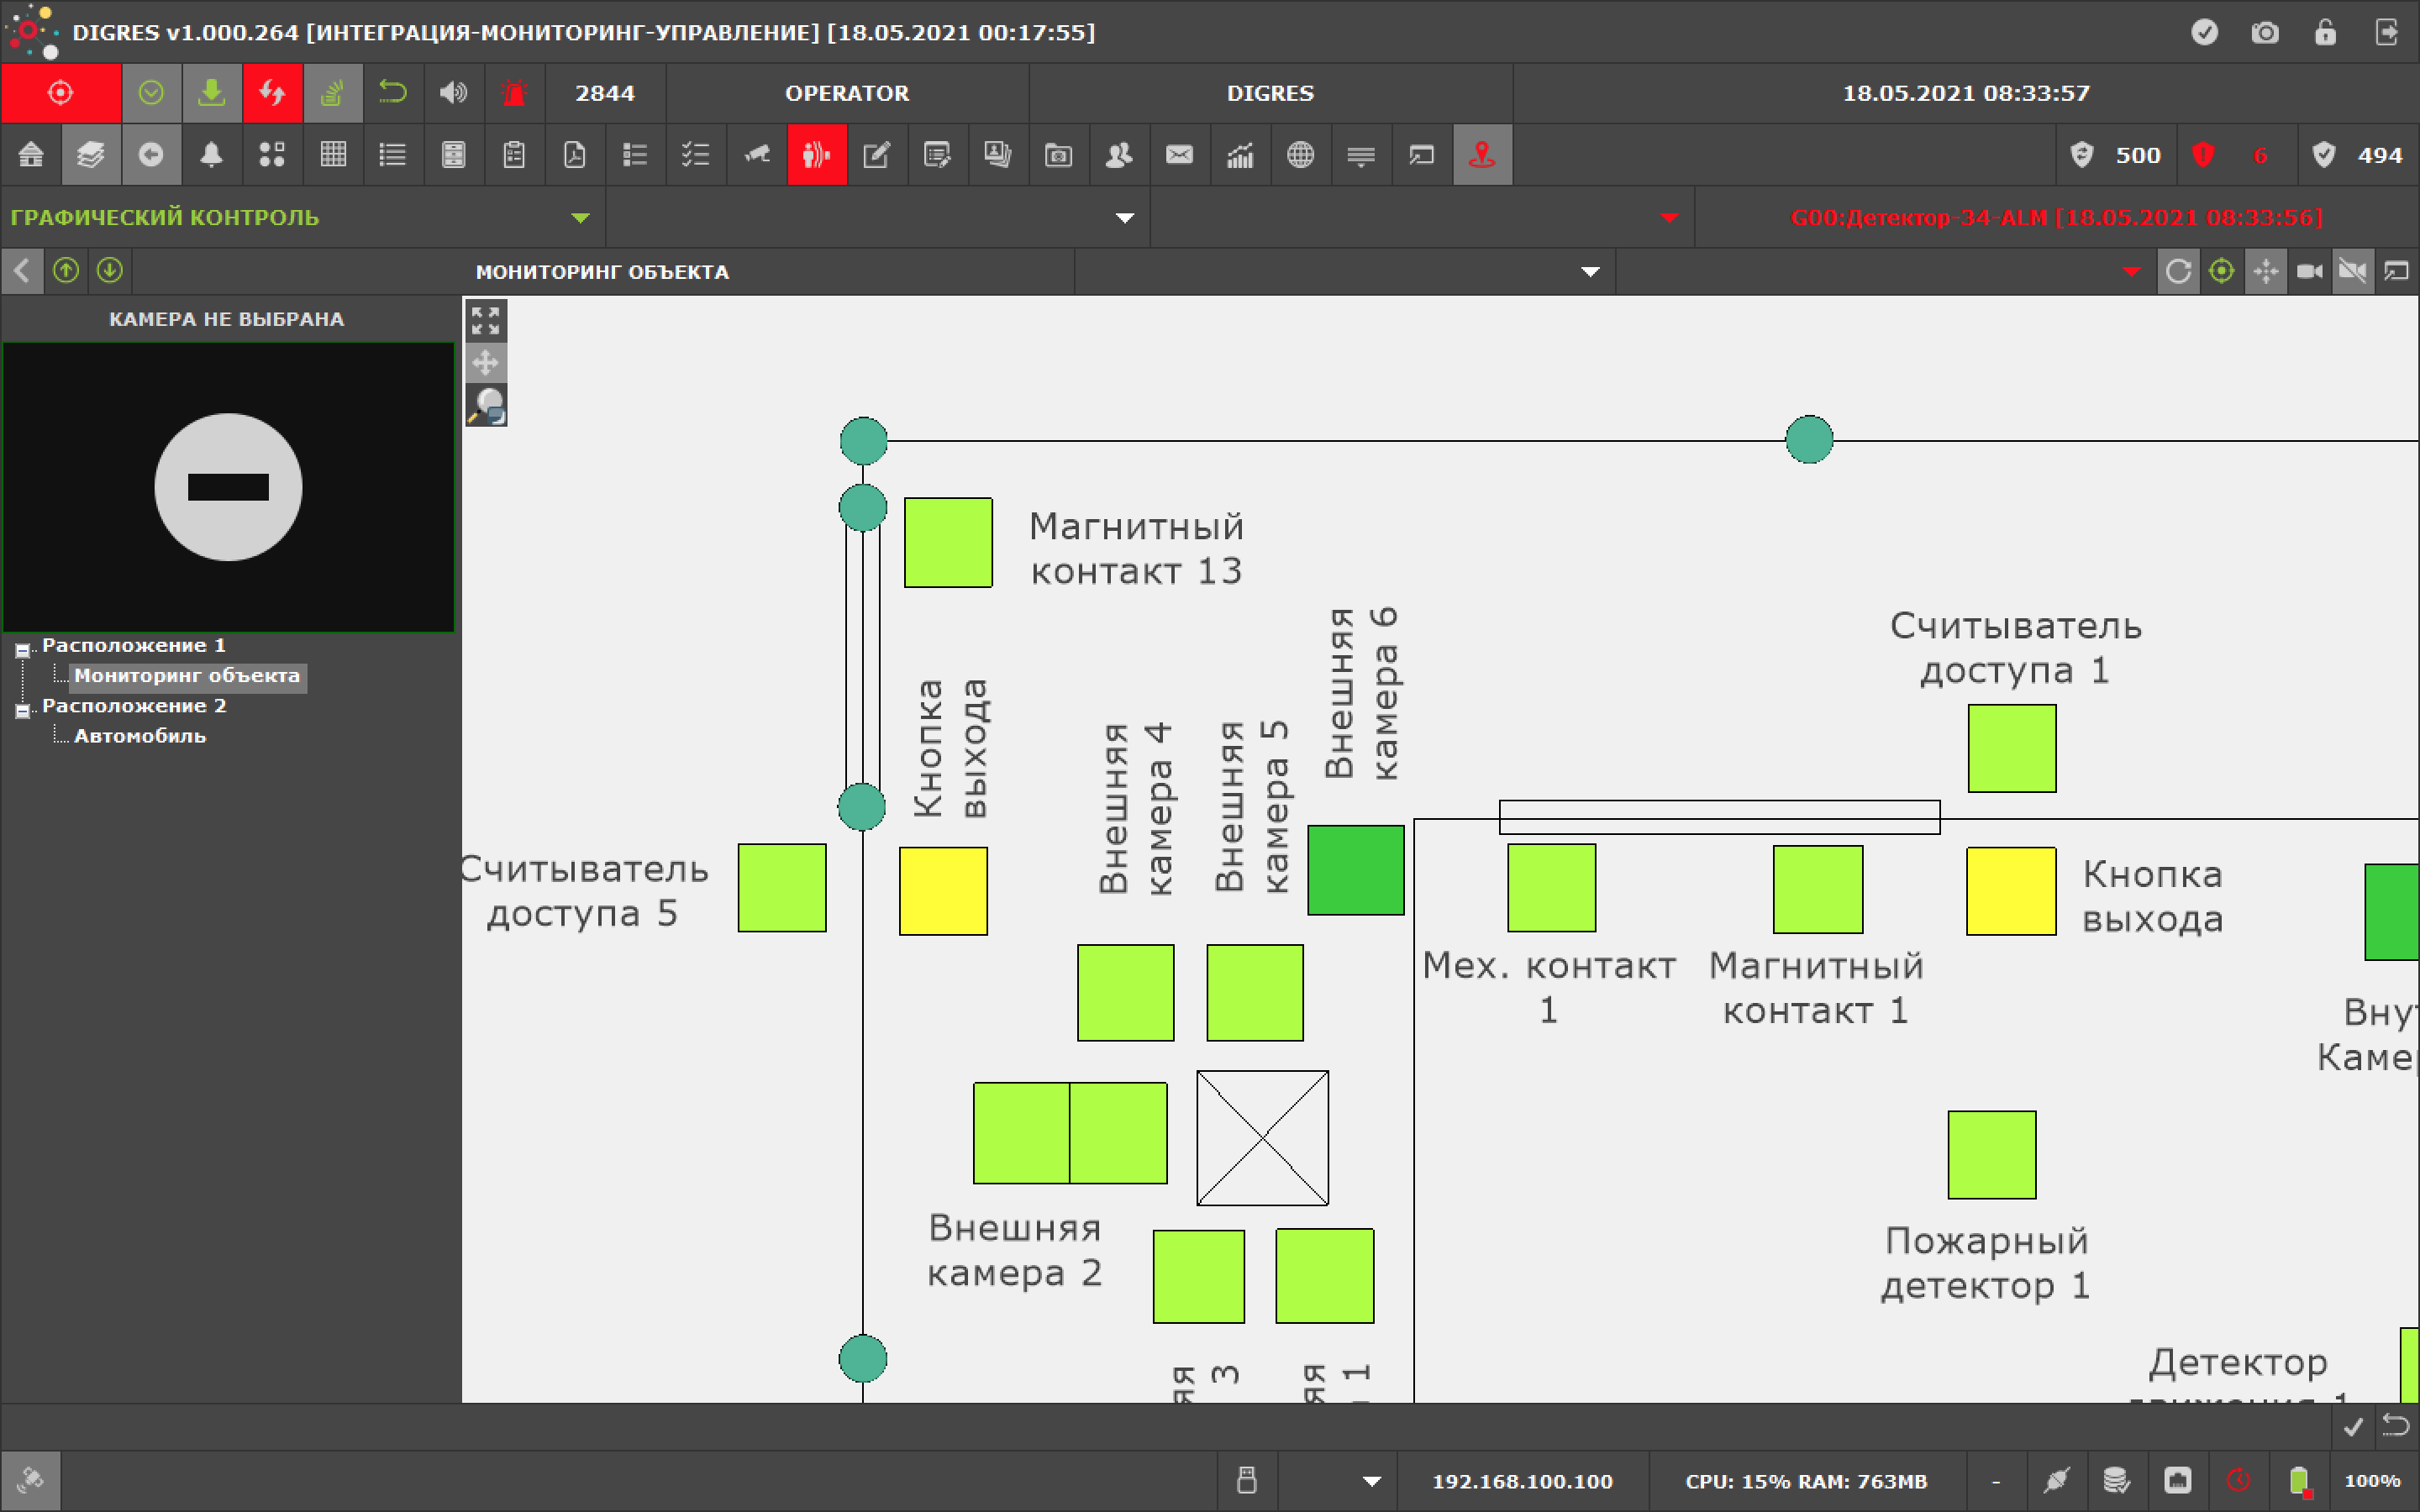 DIGRES v1.000.264 [ИНТЕГРАЦИЯ-МОНИТОРИНГ-УПРАВЛЕНИЕ] [18.05.2021 00:17:55]
2844 OPERATOR DIGRES 18.05.2021 08:33:57
500 6 494
ГРАФИЧЕСКИЙ КОНТРОЛЬ G00:Детектор-34-ALM [18.05.2021 08:33:56]
МОНИТОРИНГ ОБЪЕКТА
КАМЕРА НЕ ВЫБРАНА
Расположение 1
Мониторинг объекта
Расположение 2
Автомобиль
Магнитный
контакт 13
Внешняя
камера 6
Считыватель
доступа 1
Кнопка
выхода
Внешняя
камера 4
Внешняя
камера 5
Считыватель
доступа 5
Кнопка
выхода
Мех. контакт
1
Магнитный
контакт 1
Вну
Каме
Внешняя
камера 2
Пожарный
детектор 1
яя
3
яя
1
Детектор
движения 1
192.168.100.100 CPU: 15% RAM: 763MB - 100%